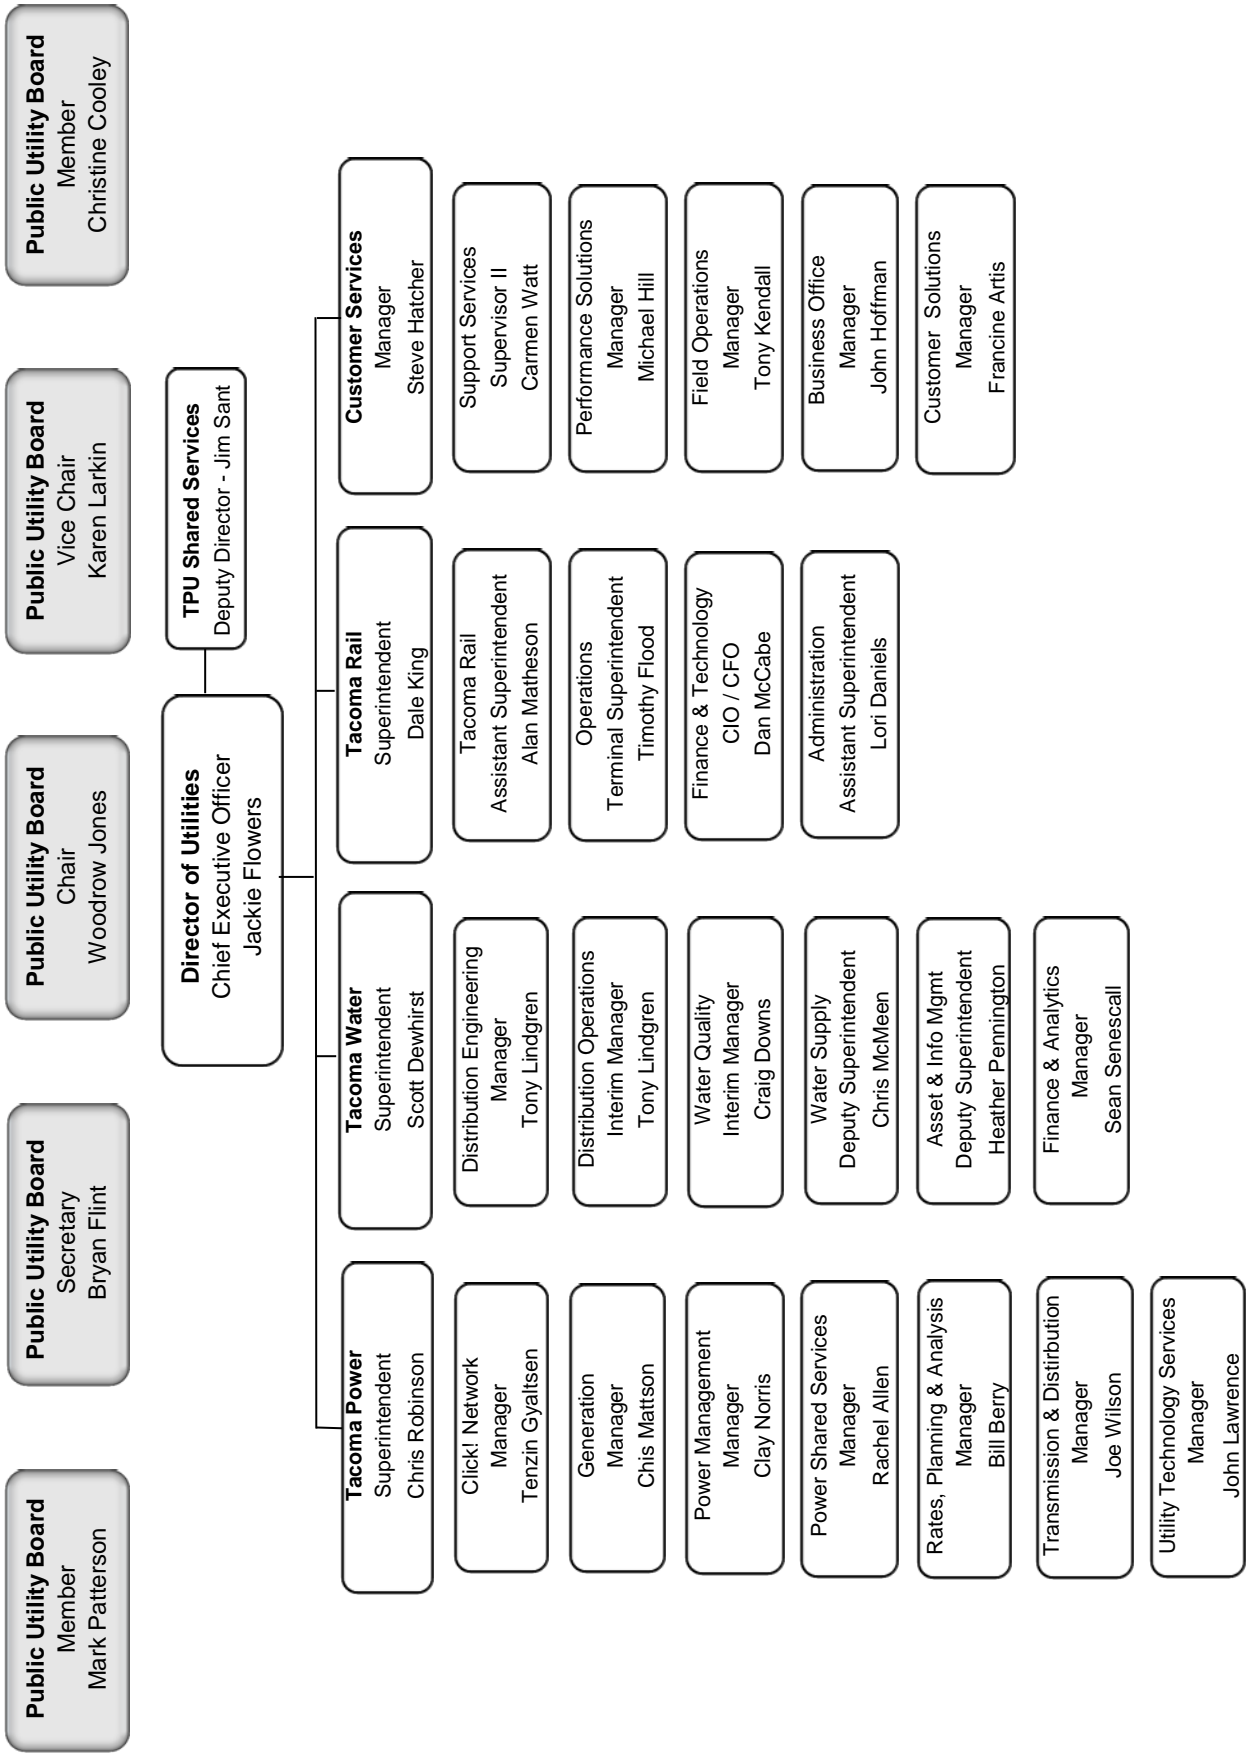 Public Utility Board
Member
Mark Patterson
Public Utility Board
Secretary
Bryan Flint
Public Utility Board
Chair
Woodrow Jones
Public Utility Board
Vice Chair
Karen Larkin
Public Utility Board
Member
Christine Cooley
Director of Utilities
Chief Executive Officer
Jackie Flowers
TPU Shared Services
Deputy Director - Jim Sant
Tacoma Power
Superintendent
Chris Robinson
Click! Network
Manager
Tenzin Gyaltsen
Generation
Manager
Chis Mattson
Power Management
Manager
Clay Norris
Power Shared Services
Manager
Rachel Allen
Rates, Planning & Analysis
Manager
Bill Berry
Transmission & Distirbution
Manager
Joe Wilson
Utility Technology Services
Manager
John Lawrence
Tacoma Water
Superintendent
Scott Dewhirst
Distribution Engineering
Manager
Tony Lindgren
Distribution Operations
Interim Manager
Tony Lindgren
Water Quality
Interim Manager
Craig Downs
Water Supply
Deputy Superintendent
Chris McMeen
Asset & Info Mgmt
Deputy Superintendent
Heather Pennington
Finance & Analytics
Manager
Sean Senescall
Tacoma Rail
Superintendent
Dale King
Tacoma Rail
Assistant Superintendent
Alan Matheson
Operations
Terminal Superintendent
Timothy Flood
Finance & Technology
CIO / CFO
Dan McCabe
Administration
Assistant Superintendent
Lori Daniels
Customer Services
Manager
Steve Hatcher
Support Services
Supervisor II
Carmen Watt
Performance Solutions
Manager
Michael Hill
Field Operations
Manager
Tony Kendall
Business Office
Manager
John Hoffman
Customer Solutions
Manager
Francine Artis